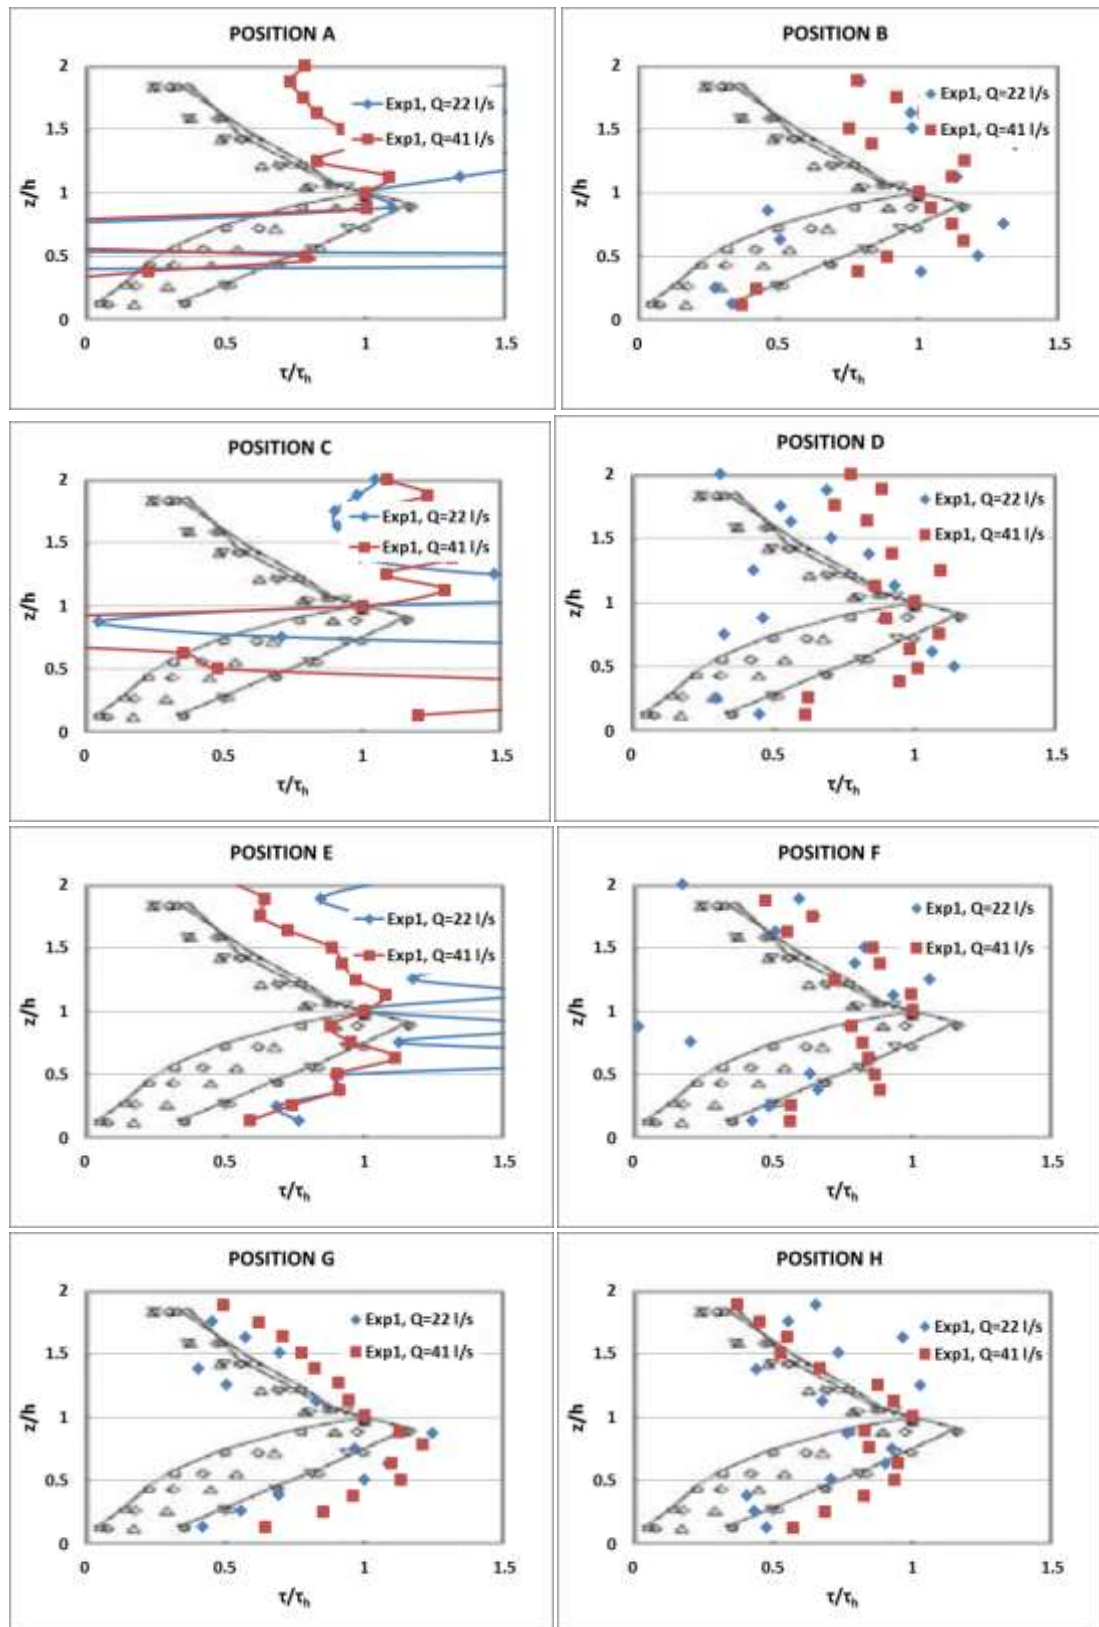 POSITION A
2
1.5
1
0.5
0
z/h
Exp1, Q=22 l/s
Exp1, Q=41 l/s
0 0.5 1 1.5
τ/τh
POSITION B
2
1.5
1
0.5
0
z/h
Exp1, Q=22 l/s
Exp1, Q=41 l/s
0 0.5 1 1.5
τ/τh
POSITION C
2
1.5
1
0.5
0
z/h
Exp1, Q=22 l/s
Exp1, Q=41 l/s
0 0.5 1 1.5
τ/τh
POSITION D
2
1.5
1
0.5
0
z/h
Exp1, Q=22 l/s
Exp1, Q=41 l/s
0 0.5 1 1.5
τ/τh
POSITION E
2
1.5
1
0.5
0
z/h
Exp1, Q=22 l/s
Exp1, Q=41 l/s
0 0.5 1 1.5
τ/τh
POSITION F
2
1.5
1
0.5
0
z/h
Exp1, Q=22 l/s
Exp1, Q=41 l/s
0 0.5 1 1.5
τ/τh
POSITION G
2
1.5
1
0.5
0
z/h
Exp1, Q=22 l/s
Exp1, Q=41 l/s
0 0.5 1 1.5
τ/τh
POSITION H
2
1.5
1
0.5
0
z/h
Exp1, Q=22 l/s
Exp1, Q=41 l/s
0 0.5 1 1.5
τ/τh